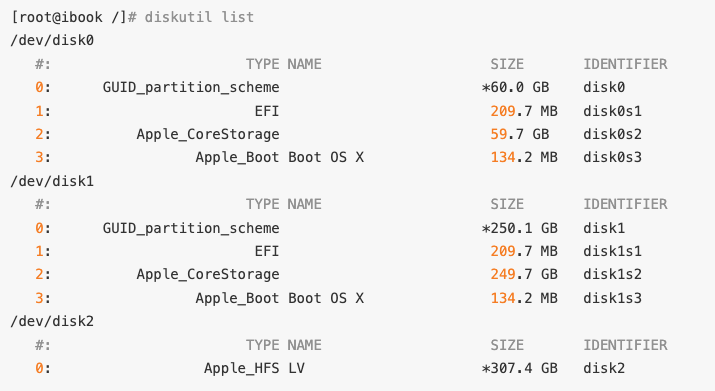 [root@ibook /]# diskutil list
/dev/disk0
   #:                       TYPE NAME                    SIZE       IDENTIFIER
   0:      GUID_partition_scheme                        *60.0 GB    disk0
   1:                        EFI                         209.7 MB   disk0s1
   2:          Apple_CoreStorage                         59.7 GB    disk0s2
   3:                 Apple_Boot Boot OS X               134.2 MB   disk0s3
/dev/disk1
   #:                       TYPE NAME                    SIZE       IDENTIFIER
   0:      GUID_partition_scheme                        *250.1 GB   disk1
   1:                        EFI                         209.7 MB   disk1s1
   2:          Apple_CoreStorage                         249.7 GB   disk1s2
   3:                 Apple_Boot Boot OS X               134.2 MB   disk1s3
/dev/disk2
   #:                       TYPE NAME                    SIZE       IDENTIFIER
   0:                  Apple_HFS LV                     *307.4 GB   disk2